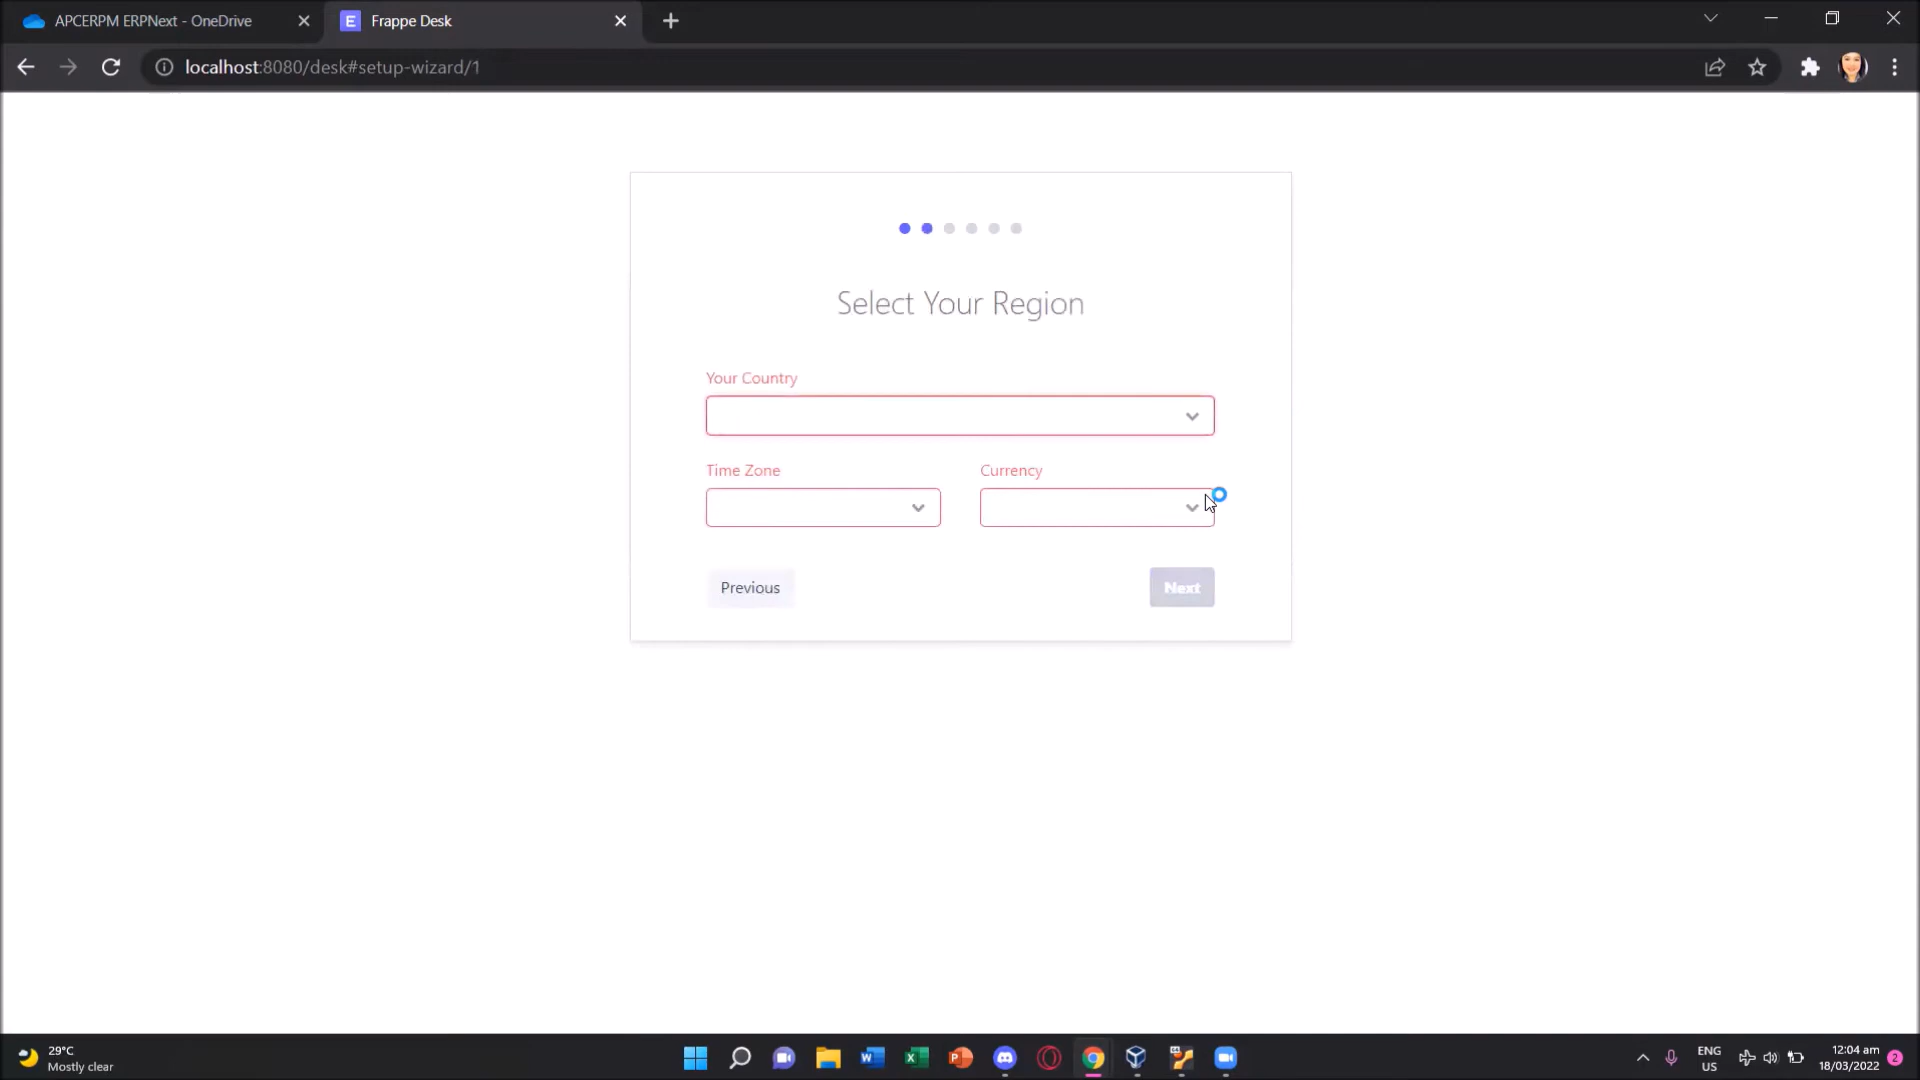 APCERPM ERPNext - OneDrive
E Frappe Desk
localhost:8080/desk#setup-wizard/1
Select Your Region
Your Country
Time Zone Currency
Previous Next
29°C
Mostly clear
ENG
US
12:04 am
18/03/2022
2